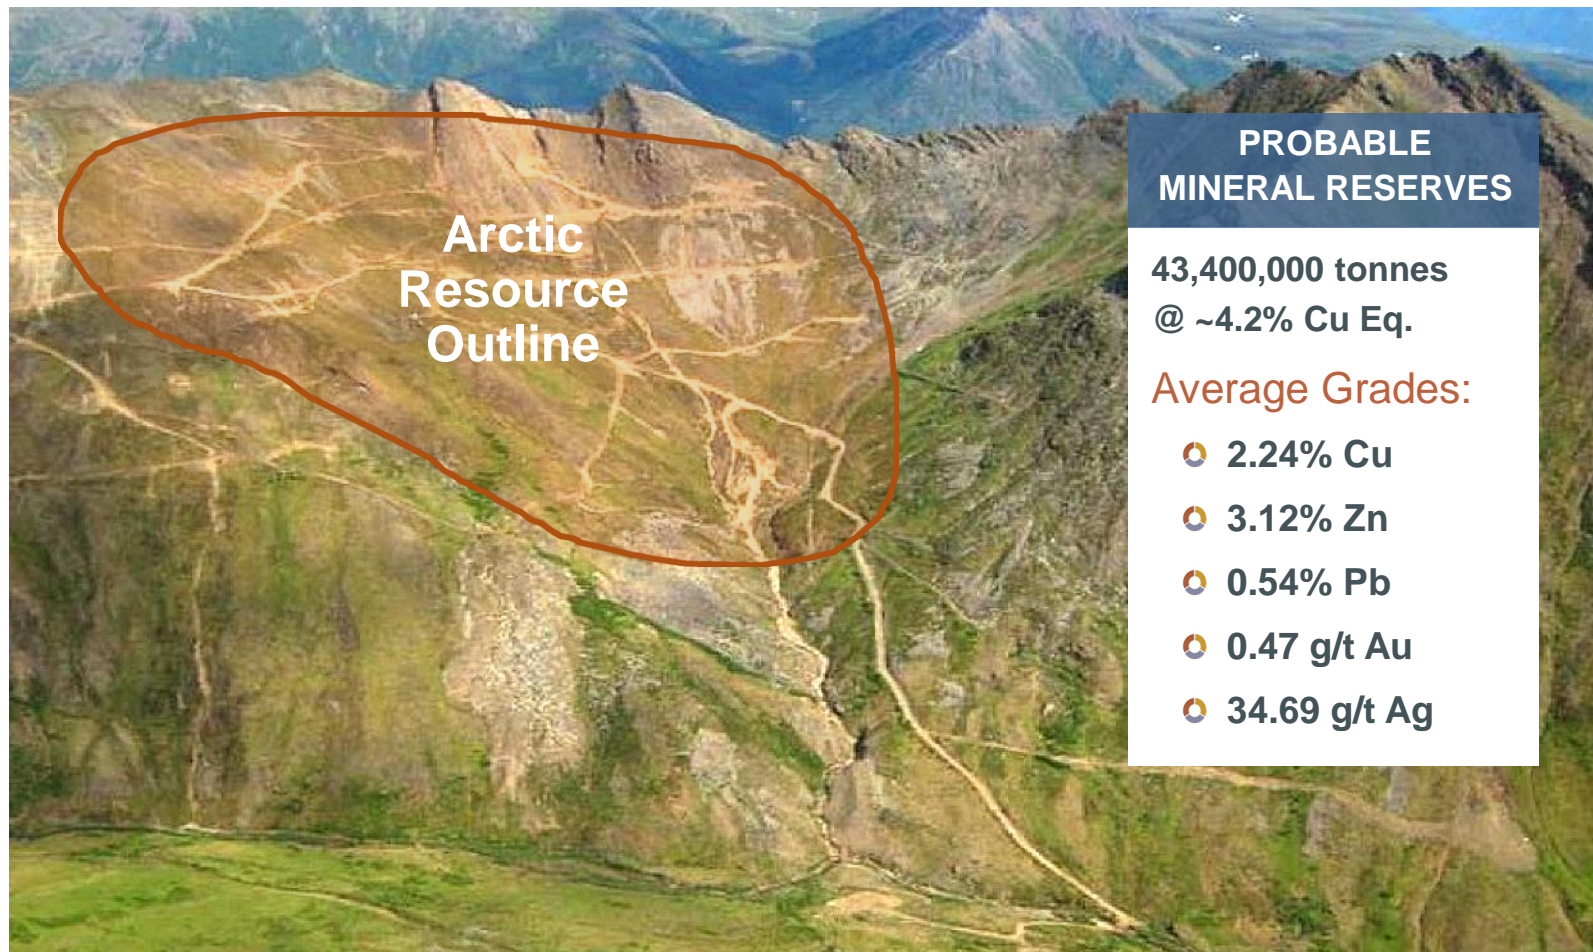 Arctic
Resource
Outline
PROBABLE
MINERAL RESERVES
43,400,000 tonnes
@ ~4.2% Cu Eq.
Average Grades:
2.24% Cu
3.12% Zn
0.54% Pb
0.47 g/t Au
34.69 g/t Ag